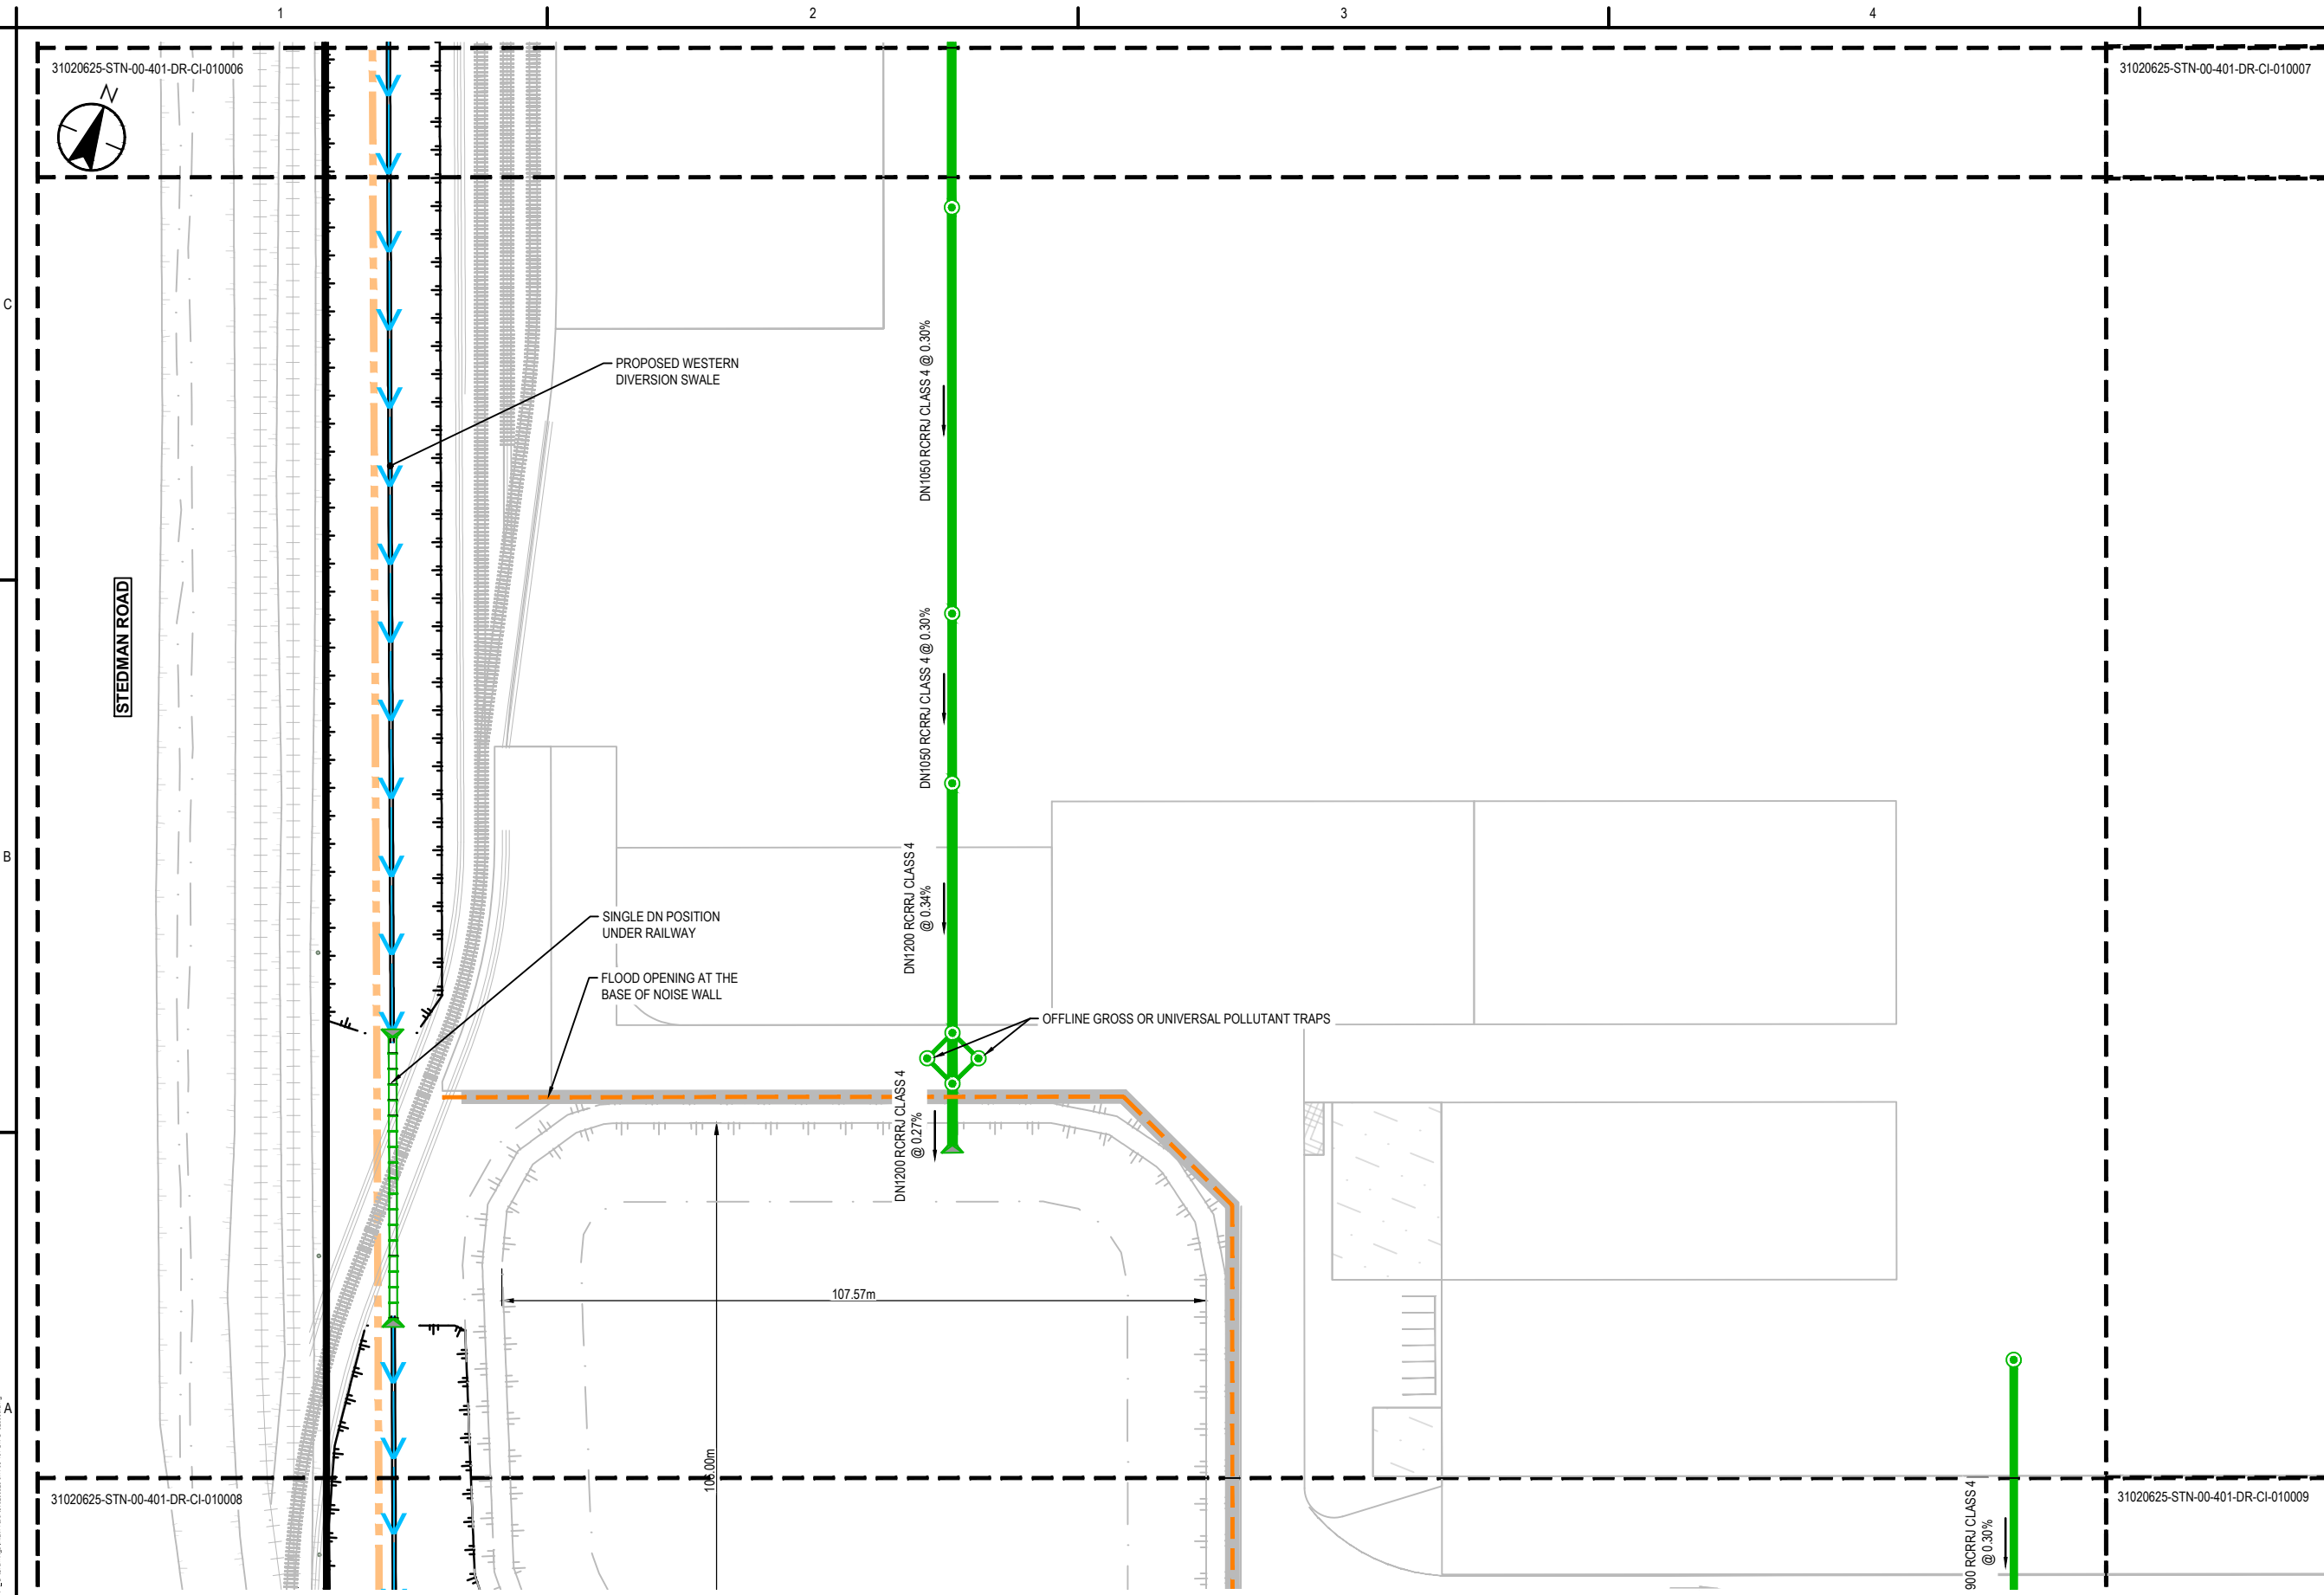 1
2
3
4
31020625-STN-00-401-DR-CI-010006
31020625-STN-00-401-DR-CI-010007
N
C
PROPOSED WESTERN
DIVERSION SWALE
DN1050 RCRRJ CLASS 4 @ 0.30%
STEDMAN ROAD
DN1050 RCRRJ CLASS 4 @ 0.30%
B
DN1200 RCRRJ CLASS 4
@ 0.34%
SINGLE DN POSITION
UNDER RAILWAY
FLOOD OPENING AT THE
BASE OF NOISE WALL
OFFLINE GROSS OR UNIVERSAL POLLUTANT TRAPS
DN1200 RCRRJ CLASS 4
@ 0.27%
107.57m
A
106.00m
31020625-STN-00-401-DR-CI-010008
31020625-STN-00-401-DR-CI-010009
900 RCRRJ CLASS 4
@ 0.30%